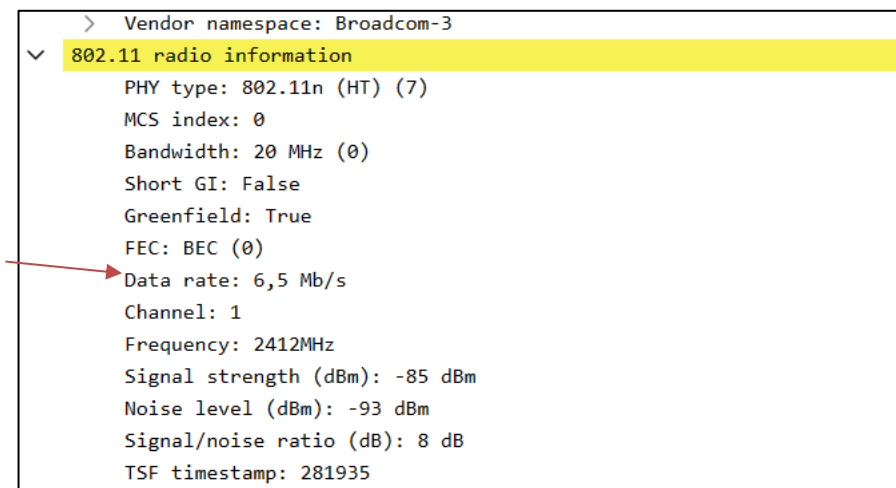 Vendor namespace: Broadcom-3
802.11 radio information
PHY type: 802.11n (HT) (7)
MCS index: 0
Bandwidth: 20 MHz (0)
Short GI: False
Greenfield: True
FEC: BEC (0)
Data rate: 6,5 Mb/s
Channel: 1
Frequency: 2412MHz
Signal strength (dBm): -85 dBm
Noise level (dBm): -93 dBm
Signal/noise ratio (dB): 8 dB
TSF timestamp: 281935